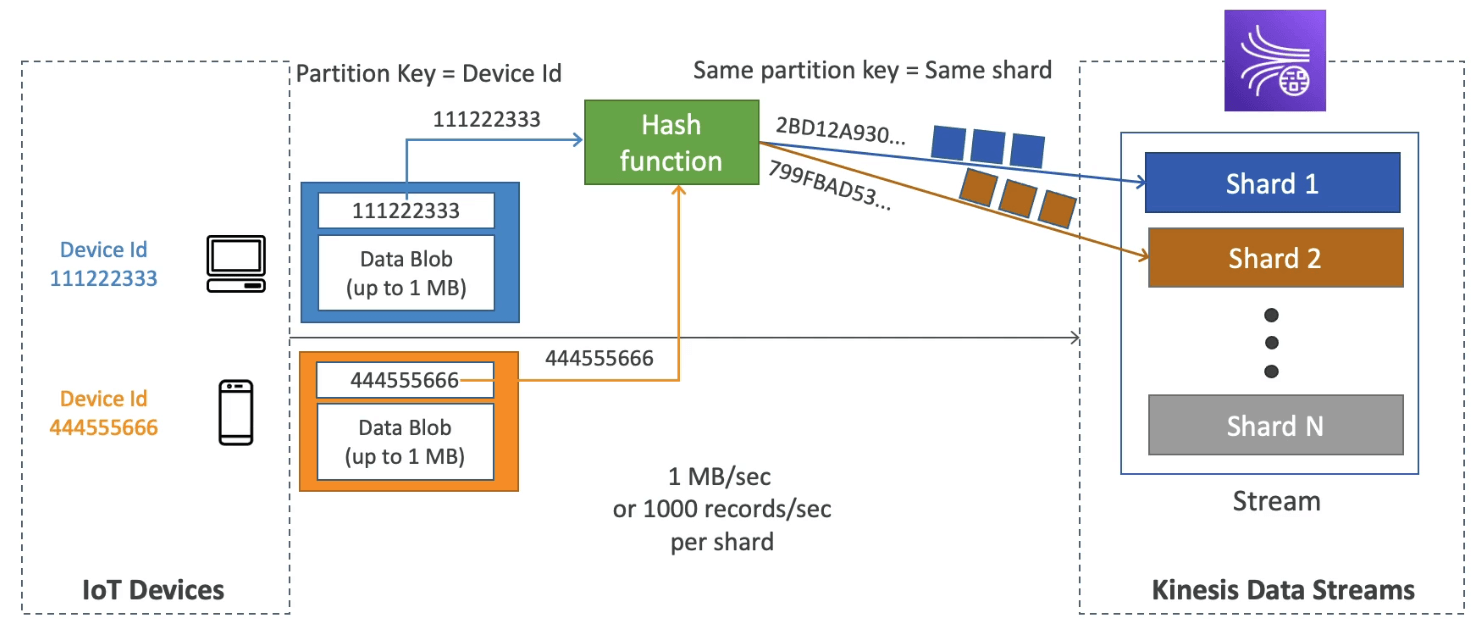 Partition Key = Device Id
Same partition key = Same shard
111222333
Hash
function
2BD12A930...
799FBAD53...
Device Id
111222333
111222333
Data Blob
(up to 1 MB)
Shard 1
Shard 2
Shard N
Stream
Device Id
444555666
444555666
444555666
Data Blob
(up to 1 MB)
1 MB/sec
or 1000 records/sec
per shard
IoT Devices
Kinesis Data Streams